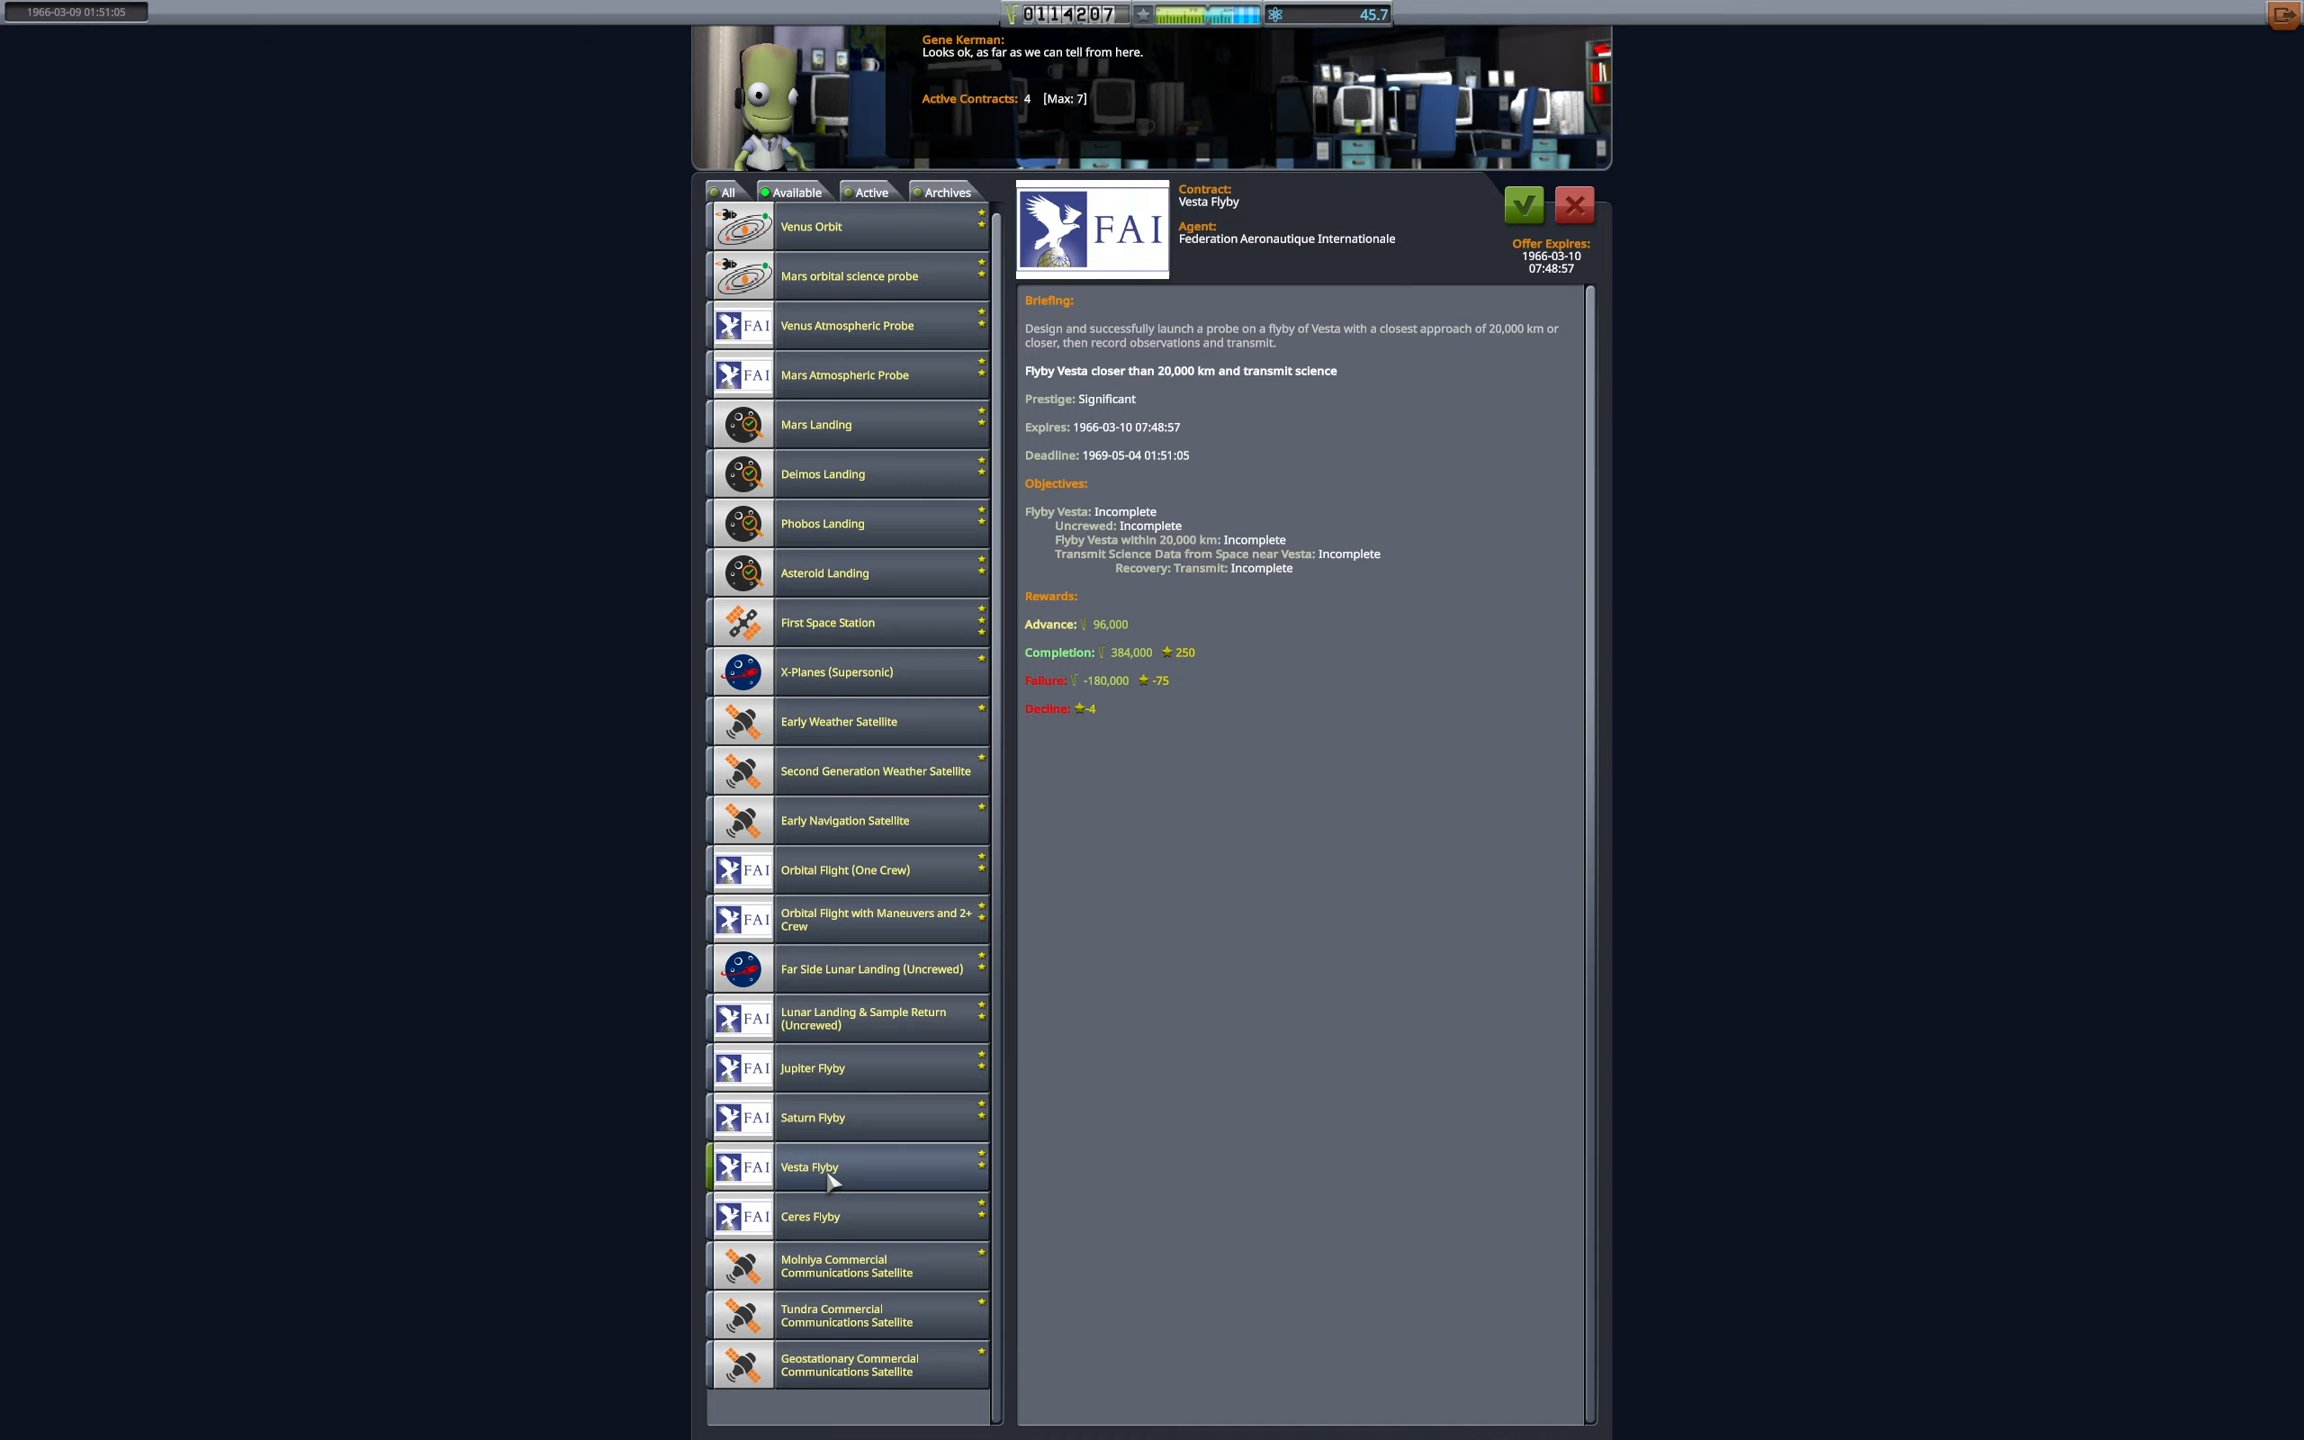 1966-03-09 01:51:05
0114207
45.7
Gene Kerman:
Looks ok, as far as we can tell from here.
Active Contracts: 4 [Max: 7]
All
Available
Active
Archives
Venus Orbit
Mars orbital science probe
FAI
Venus Atmospheric Probe
FAI
Mars Atmospheric Probe
Mars Landing
Deimos Landing
Phobos Landing
Asteroid Landing
First Space Station
X-Planes (Supersonic)
Early Weather Satellite
Second Generation Weather Satellite
Early Navigation Satellite
FAI
Orbital Flight (One Crew)
FAI
Orbital Flight with Maneuvers and 2+
Crew
Far Side Lunar Landing (Uncrewed)
FAI
Lunar Landing & Sample Return
(Uncrewed)
FAI
Jupiter Flyby
FAI
Saturn Flyby
FAI
Vesta Flyby
FAI
Ceres Flyby
Molniya Commercial
Communications Satellite
Tundra Commercial
Communications Satellite
Geostationary Commercial
Communications Satellite
FAI
Contract:
Vesta Flyby
Agent:
Federation Aeronautique Internationale
Offer Expires:
1966-03-10
07:48:57
Briefing:
Design and successfully launch a probe on a flyby of Vesta with a closest approach of 20,000 km or
closer, then record observations and transmit.
Flyby Vesta closer than 20,000 km and transmit science
Prestige: Significant
Expires: 1966-03-10 07:48:57
Deadline: 1969-05-04 01:51:05
Objectives:
Flyby Vesta: Incomplete
Uncrewed: Incomplete
Flyby Vesta within 20,000 km: Incomplete
Transmit Science Data from Space near Vesta: Incomplete
Recovery: Transmit: Incomplete
Rewards:
Advance: 96,000
Completion: 384,000 250
Failure: -180,000 -75
Decline: -4